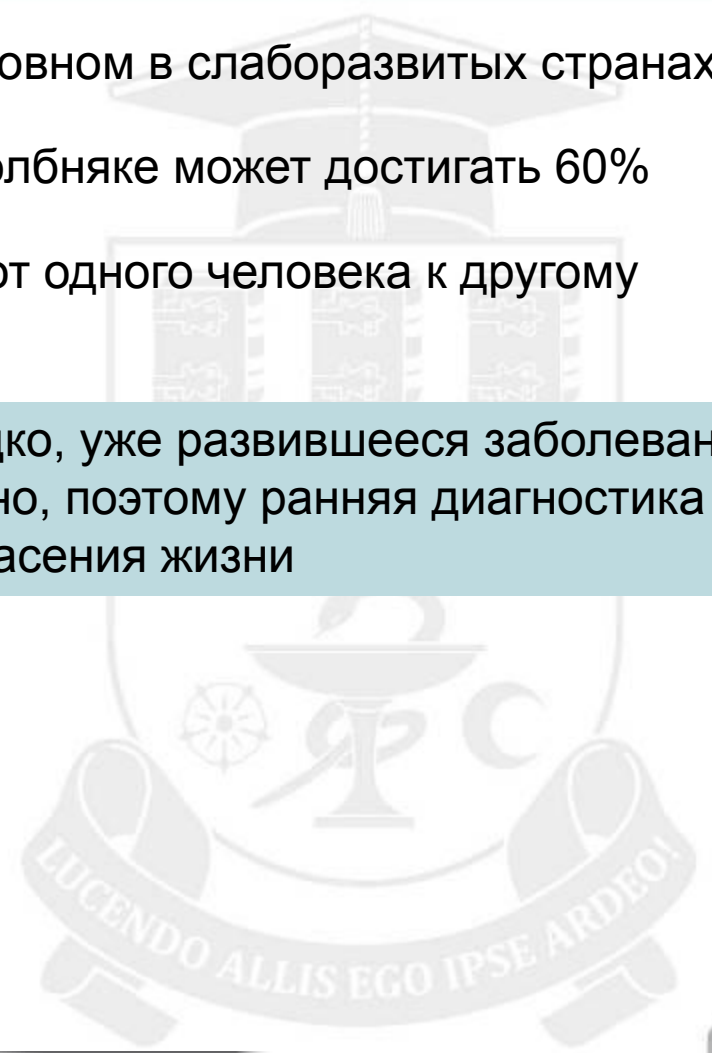 овном в слаборазвитых странах
олбняке может достигать 60%
от одного человека к другому
дко, уже развившееся заболеван
но, поэтому ранняя диагностика
асения жизни
LUCENDO ALLIS EGO IPSE ARDEO!